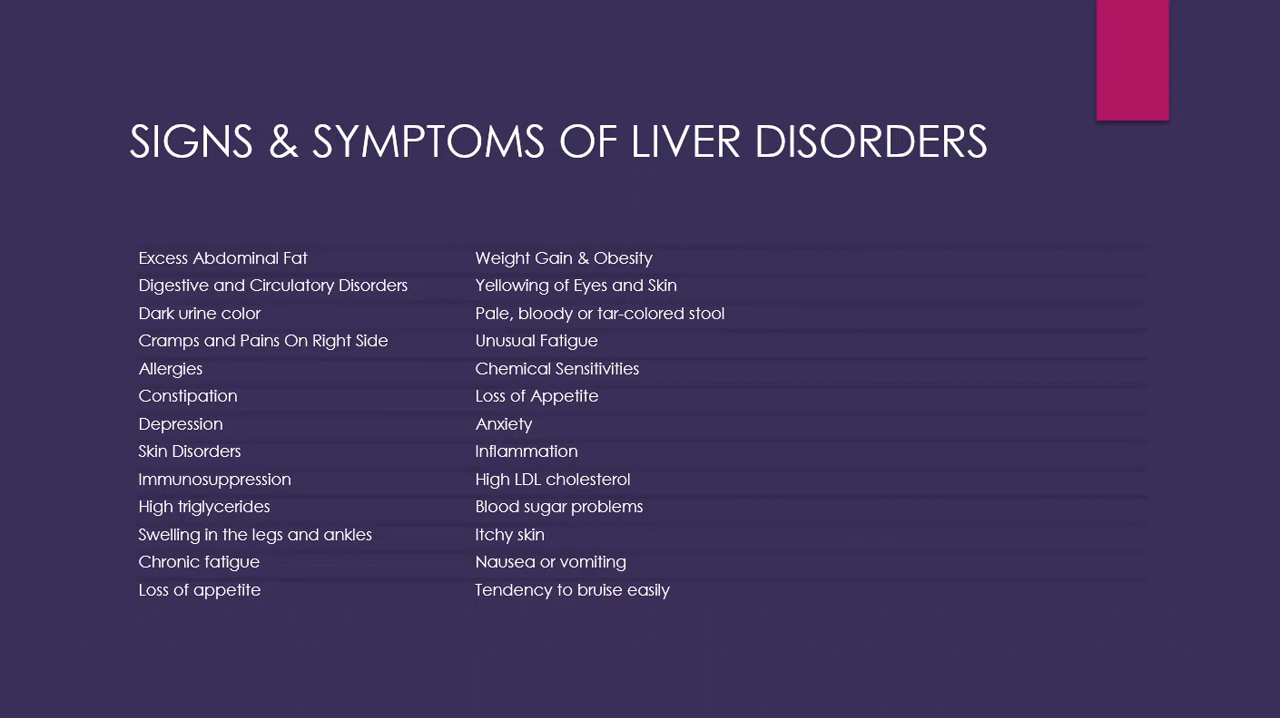 SIGNS & SYMPTOMS OF LIVER DISORDERS
Excess Abdominal Fat Weight Gain & Obesity
Digestive and Circulatory Disorders Yellowing of Eyes and Skin
Dark urine color Pale, bloody or tar-colored stool
Cramps and Pains On Right Side Unusual Fatigue
Allergies Chemical Sensitivities
Constipation Loss of Appetite
Depression Anxiety
Skin Disorders Inflammation
Immunosuppression High LDL cholesterol
High triglycerides Blood sugar problems
Swelling in the legs and ankles Itchy skin
Chronic fatigue Nausea or vomiting
Loss of appetite Tendency to bruise easily